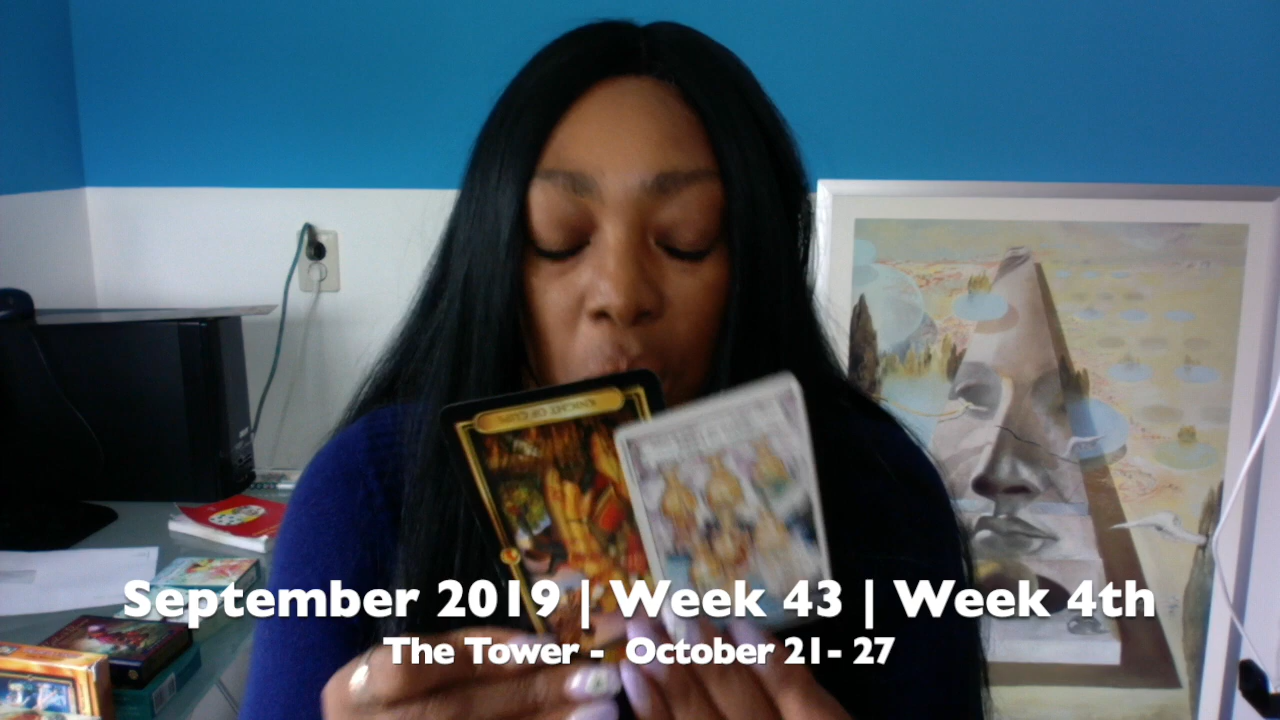 KNIGHT OF CUPS
September 2019 | Week 43 | Week 4th
The Tower - October 21- 27